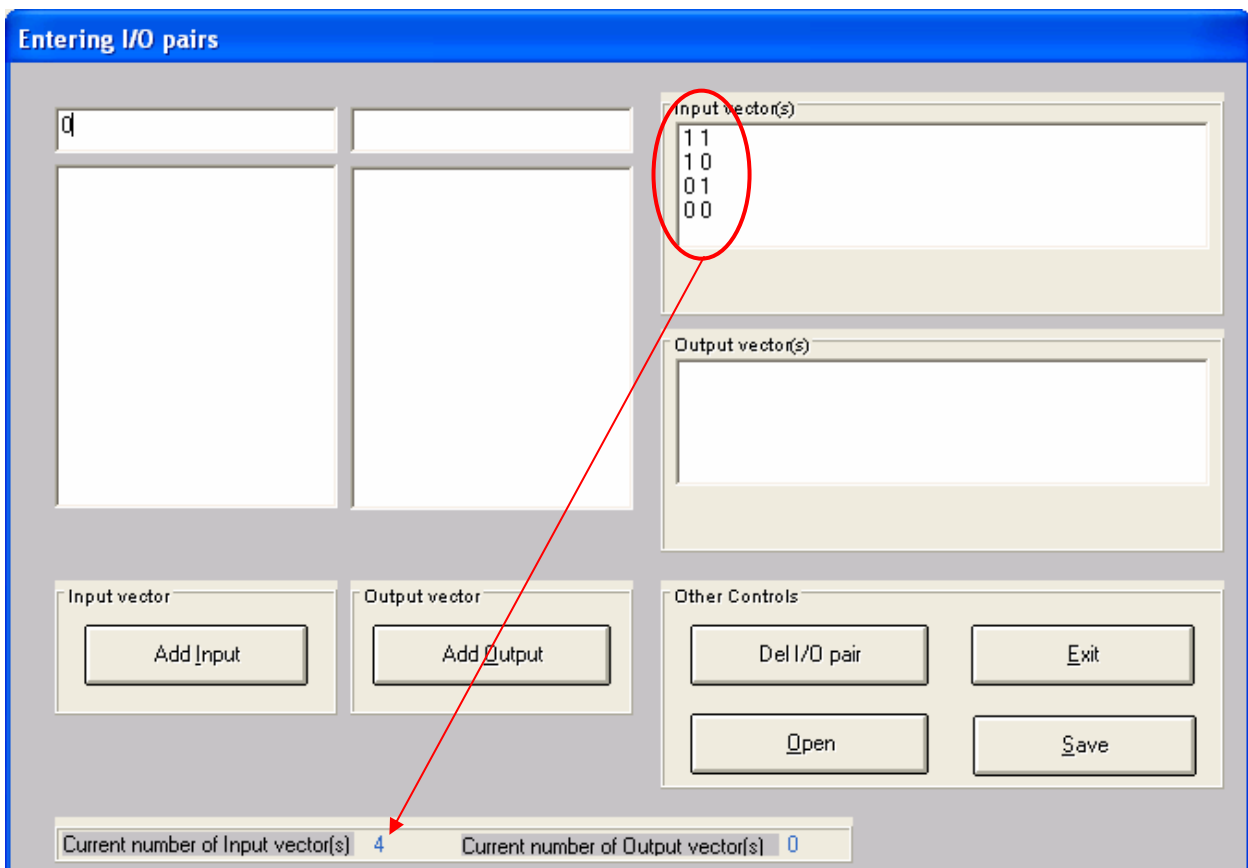 Entering I/O pairs
0
Input vector(s)
1 1
1 0
0 1
0 0
Output vector(s)
Input vector
Add Input
Output vector
Add Output
Other Controls
Del I/O pair
Exit
Open
Save
Current number of Input vector(s) 4 Current number of Output vector(s) 0